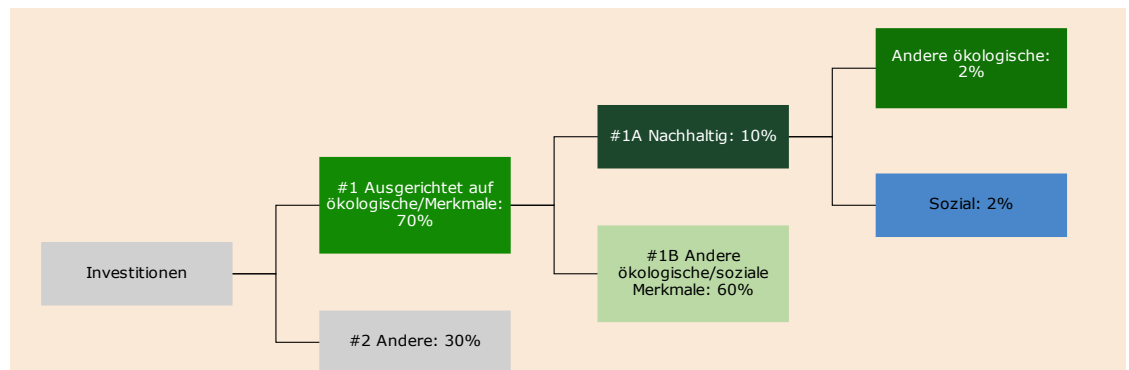 Andere ökologische:
2%
#1A Nachhaltig: 10%
#1 Ausgerichtet auf
ökologische/Merkmale:
70%
Sozial: 2%
Investitionen
#1B Andere
ökologische/soziale
Merkmale: 60%
#2 Andere: 30%